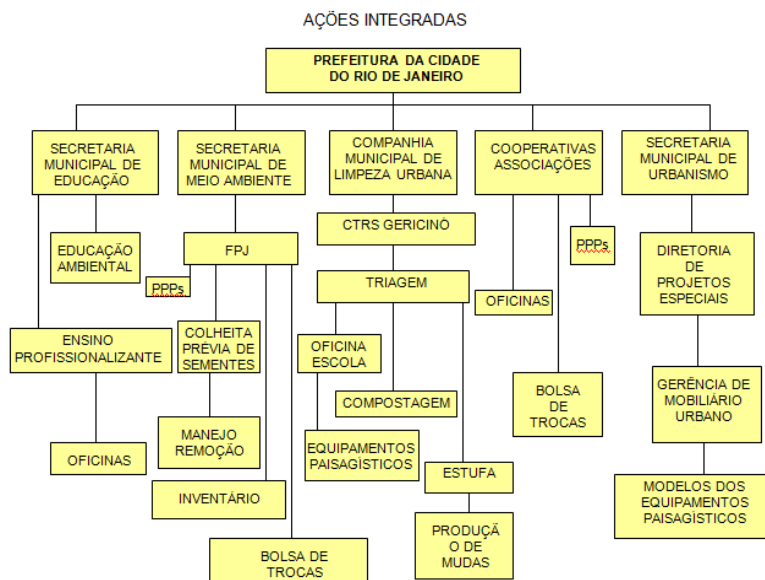 AÇÕES INTEGRADAS
PREFEITURA DA CIDADE
DO RIO DE JANEIRO
SECRETARIA
MUNICIPAL DE
EDUCAÇÃO
SECRETARIA
MUNICIPAL DE
MEIO AMBIENTE
COMPANHIA
MUNICIPAL DE
LIMPEZA URBANA
COOPERATIVAS
ASSOCIAÇÕES
SECRETARIA
MUNICIPAL DE
URBANISMO
EDUCAÇÃO
AMBIENTAL
FPJ
CTRS GERICINÓ
PPPs
DIRETORIA
DE
PROJETOS
ESPECIAIS
PPPs
TRIAGEM
OFICINAS
ENSINO
PROFISSIONALIZANTE
COLHEITA
PRÉVIA DE
SEMENTES
OFICINA
ESCOLA
COMPOSTAGEM
BOLSA
DE
TROCAS
GERÊNCIA DE
MOBILIÁRIO
URBANO
OFICINAS
MANEJO
REMOÇÃO
EQUIPAMENTOS
PAISAGÍSTICOS
ESTUFA
MODELOS DOS
EQUIPAMENTOS
PAISAGÍSTICOS
INVENTÁRIO
BOLSA DE
TROCAS
PRODUÇÃ
O DE
MUDAS